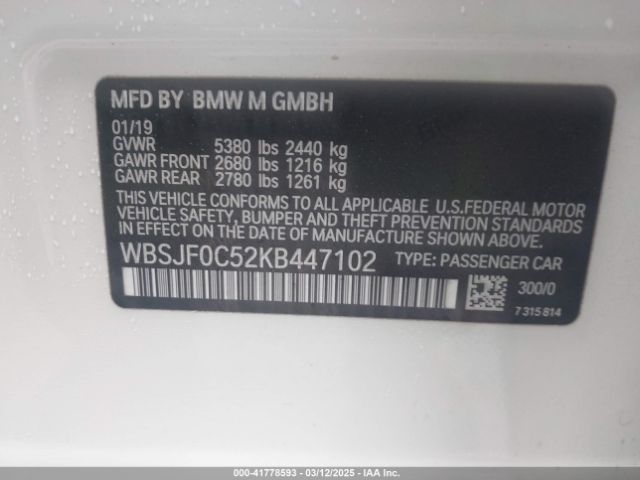 MFD BY BMW M GMBH
01/19
GVWR 5380 lbs 2440 kg
GAWR FRONT 2680 lbs 1216 kg
GAWR REAR 2780 lbs 1261 kg
THIS VEHICLE CONFORMS TO ALL APPLICABLE U.S.FEDERAL MOTOR
VEHICLE SAFETY, BUMPER AND THEFT PREVENTION STANDARDS
IN EFFECT ON THE DATE OF MANUFACTURE SHOWN ABOVE.
WBSJF0C52KB447102 TYPE: PASSENGER CAR
300/0
7315814
000-41778593 - 03/12/2025 - IAA Inc.